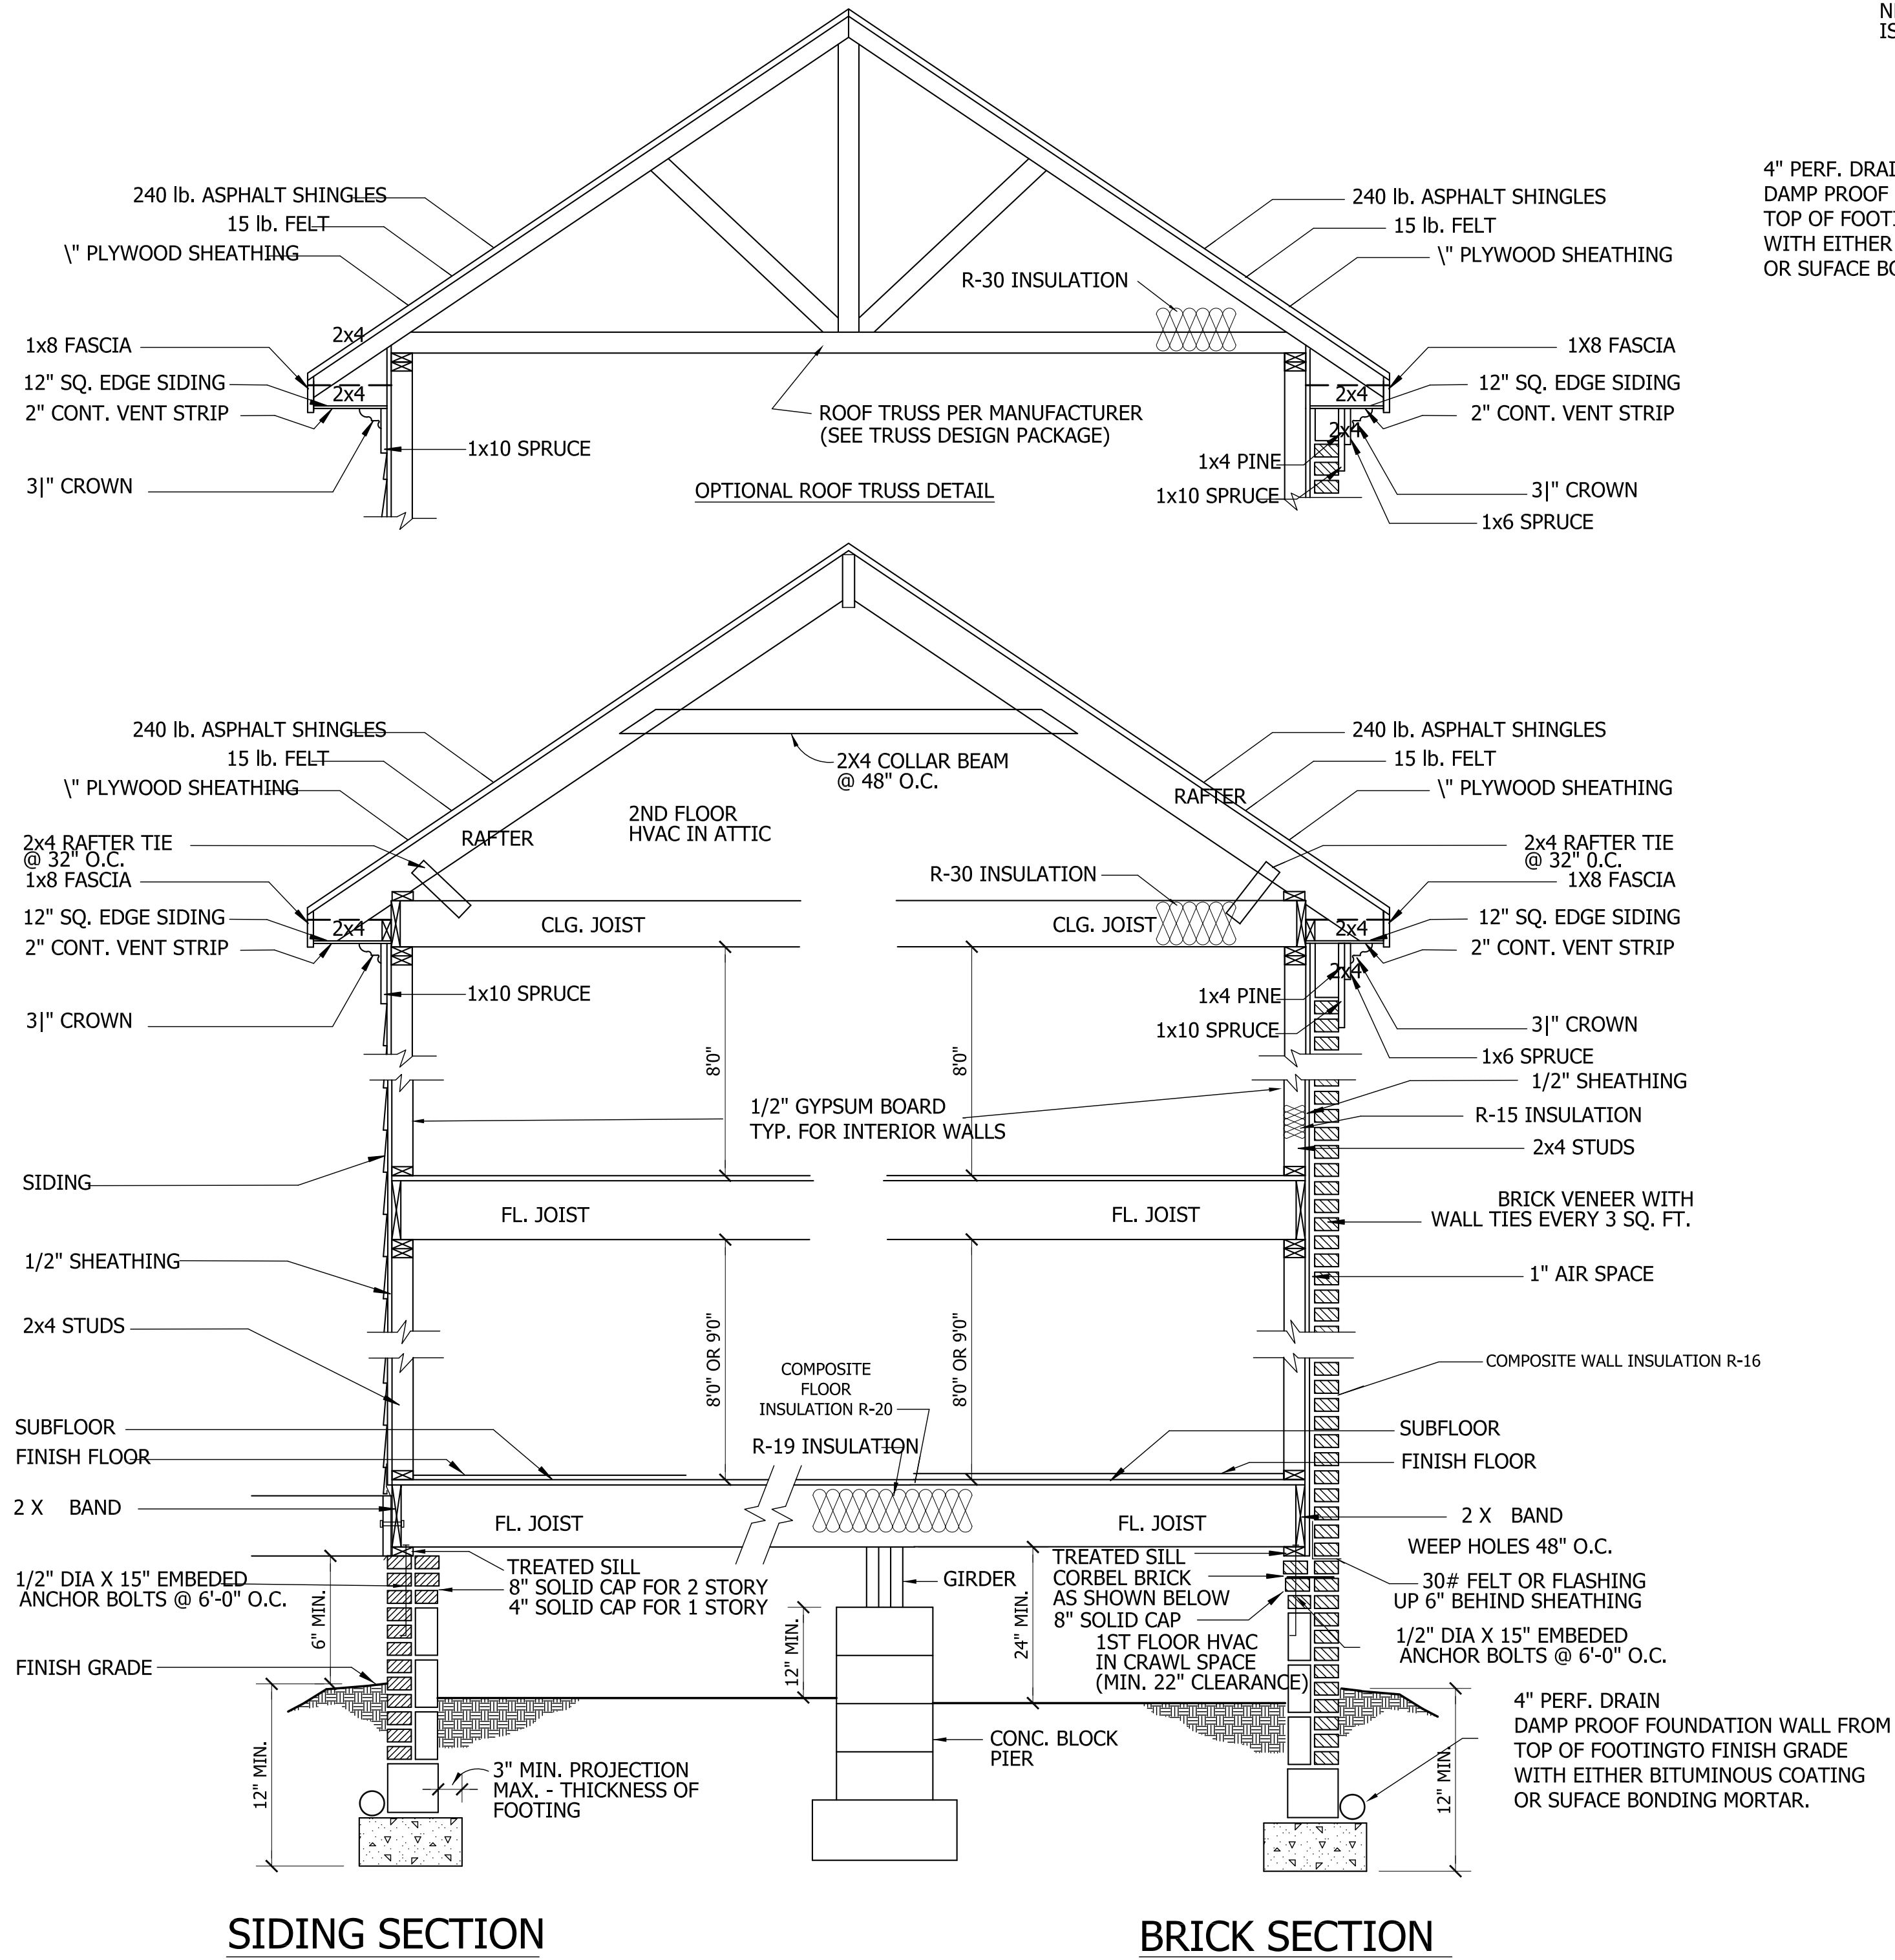 240 lb. ASPHALT SHINGLES
15 lb. FELT
\" PLYWOOD SHEATHING
2x4
1x8 FASCIA
12" SQ. EDGE SIDING
2x4
2" CONT. VENT STRIP
1x10 SPRUCE
3|" CROWN
R-30 INSULATION
ROOF TRUSS PER MANUFACTURER
(SEE TRUSS DESIGN PACKAGE)
OPTIONAL ROOF TRUSS DETAIL
240 lb. ASPHALT SHINGLES
15 lb. FELT
\" PLYWOOD SHEATHING
1X8 FASCIA
12" SQ. EDGE SIDING
2x4
2" CONT. VENT STRIP
2x4
1x4 PINE
1x10 SPRUCE
3|" CROWN
1x6 SPRUCE
4" PERF. DRAI
DAMP PROOF
TOP OF FOOTI
WITH EITHER
OR SUFACE BO
240 lb. ASPHALT SHINGLES
15 lb. FELT
\" PLYWOOD SHEATHING
2x4 RAFTER TIE
@ 32" O.C.
1x8 FASCIA
12" SQ. EDGE SIDING
2x4
2" CONT. VENT STRIP
1x10 SPRUCE
3|" CROWN
RAFTER
2X4 COLLAR BEAM
@ 48" O.C.
2ND FLOOR
HVAC IN ATTIC
RAFTER
R-30 INSULATION
CLG. JOIST
CLG. JOIST
240 lb. ASPHALT SHINGLES
15 lb. FELT
\" PLYWOOD SHEATHING
2x4 RAFTER TIE
@ 32" 0.C.
1X8 FASCIA
12" SQ. EDGE SIDING
2x4
2" CONT. VENT STRIP
2x4
1x4 PINE
1x10 SPRUCE
3|" CROWN
1x6 SPRUCE
1/2" SHEATHING
R-15 INSULATION
2x4 STUDS
8'0"
8'0"
1/2" GYPSUM BOARD
TYP. FOR INTERIOR WALLS
SIDING
FL. JOIST
FL. JOIST
BRICK VENEER WITH
WALL TIES EVERY 3 SQ. FT.
1/2" SHEATHING
1" AIR SPACE
2x4 STUDS
8'0" OR 9'0"
8'0" OR 9'0"
COMPOSITE
FLOOR
INSULATION R-20
R-19 INSULATION
COMPOSITE WALL INSULATION R-16
SUBFLOOR
FINISH FLOOR
SUBFLOOR
FINISH FLOOR
2 X BAND
FL. JOIST
FL. JOIST
2 X BAND
WEEP HOLES 48" O.C.
1/2" DIA X 15" EMBEDED
ANCHOR BOLTS @ 6'-0" O.C.
6" MIN.
TREATED SILL
8" SOLID CAP FOR 2 STORY
4" SOLID CAP FOR 1 STORY
GIRDER
12" MIN.
24" MIN.
TREATED SILL
CORBEL BRICK
AS SHOWN BELOW
8" SOLID CAP
1ST FLOOR HVAC
IN CRAWL SPACE
(MIN. 22" CLEARANCE)
30# FELT OR FLASHING
UP 6" BEHIND SHEATHING
1/2" DIA X 15" EMBEDED
ANCHOR BOLTS @ 6'-0" O.C.
FINISH GRADE
12" MIN.
3" MIN. PROJECTION
MAX. - THICKNESS OF
FOOTING
CONC. BLOCK
PIER
12" MIN.
4" PERF. DRAIN
DAMP PROOF FOUNDATION WALL FROM
TOP OF FOOTINGTO FINISH GRADE
WITH EITHER BITUMINOUS COATING
OR SUFACE BONDING MORTAR.
SIDING SECTION
BRICK SECTION